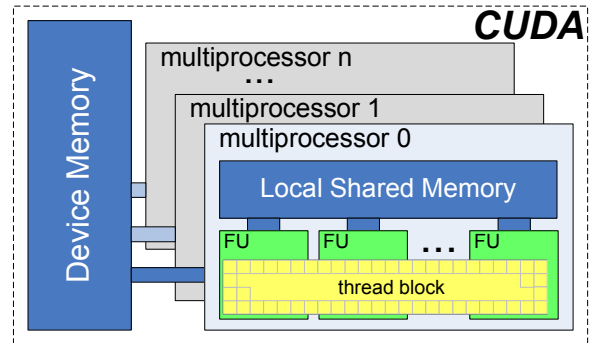 CUDA
Device Memory
multiprocessor n
...
multiprocessor 1
multiprocessor 0
Local Shared Memory
FU FU ... FU
thread block